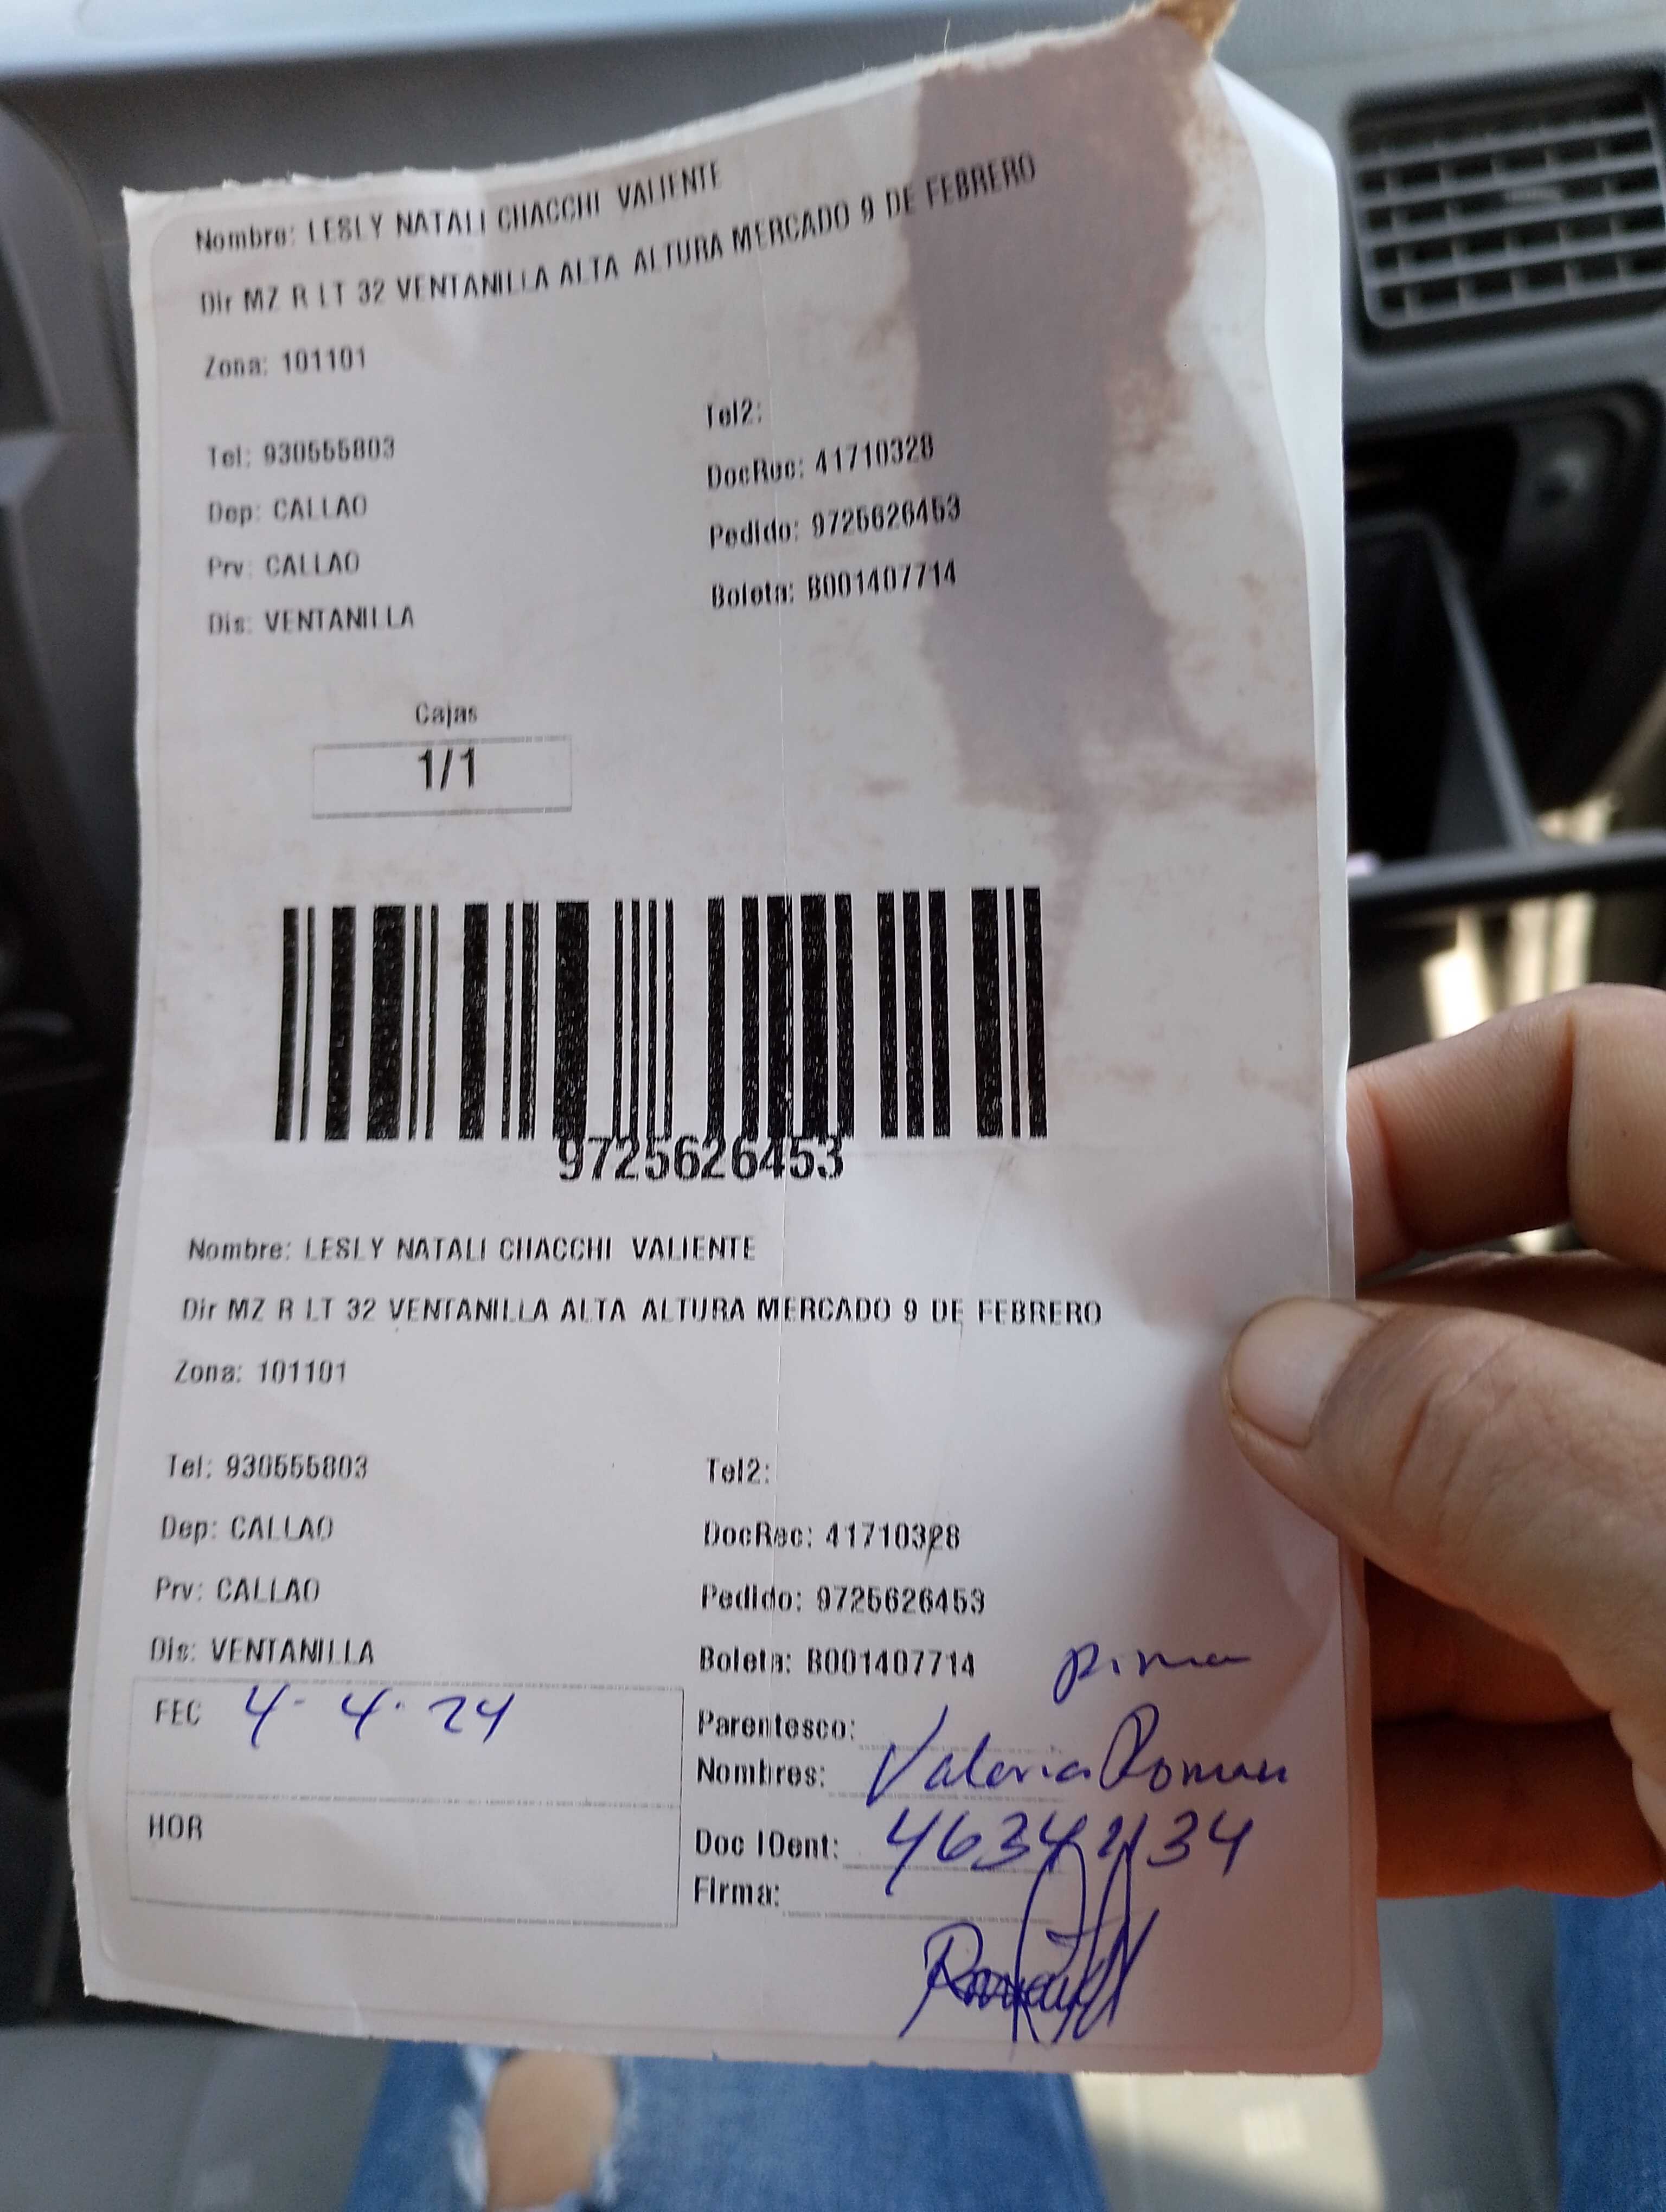 Nombre: LESLY NATALI CHACCHI VALIENTE
Dir MZ R LT 32 VENTANILLA ALTA ALTURA MERCADO 9 DE FEBRERO
Zona: 101101
Tel2:
Tel: 930555803
DocRec: 41710328
Dep: CALLAO
Pedido: 9725626453
Prv: CALLAO
Boleta: B001407714
Dis: VENTANILLA
Cajas
1/1
9725626453
Nombre: LESLY NATALI CHACCHI VALIENTE
Dir MZ R LT 32 VENTANILLA ALTA ALTURA MERCADO 9 DE FEBRERO
Zona: 101101
Tel: 930555803 Tel2:
Dep: CALLAO DocRec: 41710328
Prv: CALLAO Pedido: 9725626453
Dis: VENTANILLA Boleta: B001407714
FEC 4-4-24
Parentesco: prima
Nombres: Valeria Roman
HOR
Doc IDent:
Firma: